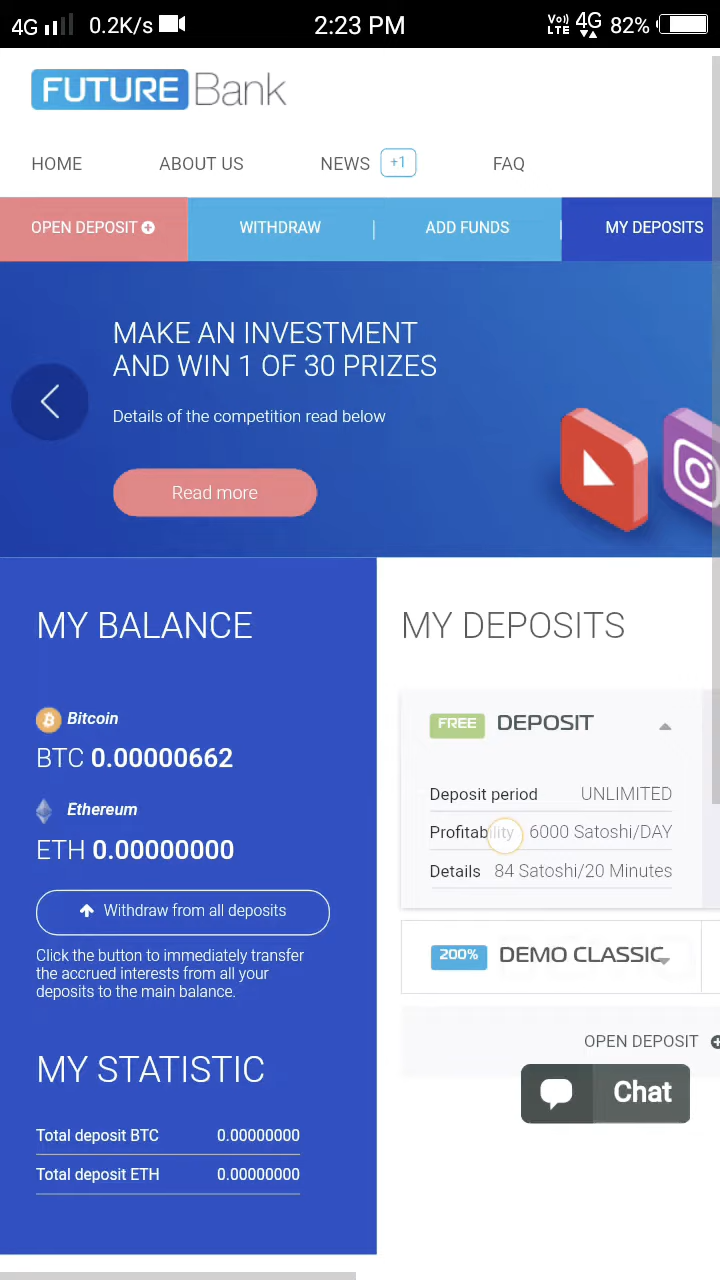 4G 0.2K/s 2:23 PM Vo)) LTE 4G 82%
FUTURE Bank
HOME ABOUT US NEWS +1 FAQ
OPEN DEPOSIT WITHDRAW | ADD FUNDS | MY DEPOSITS
MAKE AN INVESTMENT
AND WIN 1 OF 30 PRIZES
Details of the competition read below
Read more
MY BALANCE
Bitcoin
BTC 0.00000662
Ethereum
ETH 0.00000000
Withdraw from all deposits
Click the button to immediately transfer
the accrued interests from all your
deposits to the main balance.
MY STATISTIC
Total deposit BTC 0.00000000
Total deposit ETH 0.00000000
MY DEPOSITS
FREE DEPOSIT
Deposit period UNLIMITED
Profitability 6000 Satoshi/DAY
Details 84 Satoshi/20 Minutes
200% DEMO CLASSIC
OPEN DEPOSIT
Chat